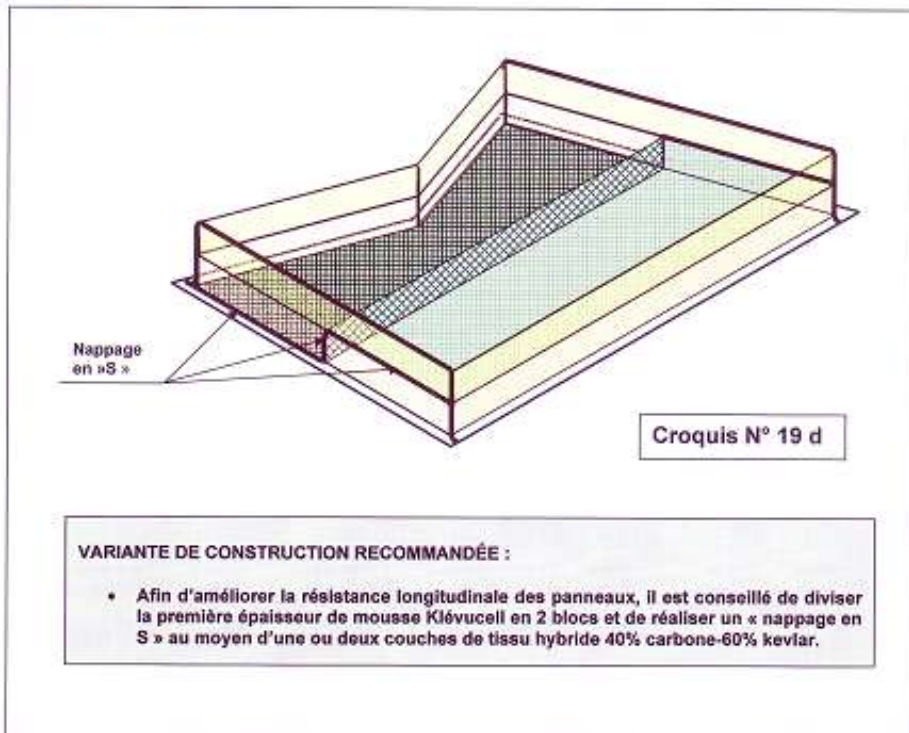 Nappage
en »S »
Croquis N° 19 d
VARIANTE DE CONSTRUCTION RECOMMANDÉE :
• Afin d'améliorer la résistance longitudinale des panneaux, il est conseillé de diviser
la première épaisseur de mousse Klévucell en 2 blocs et de réaliser un « nappage en
S » au moyen d'une ou deux couches de tissu hybride 40% carbone-60% kevlar.